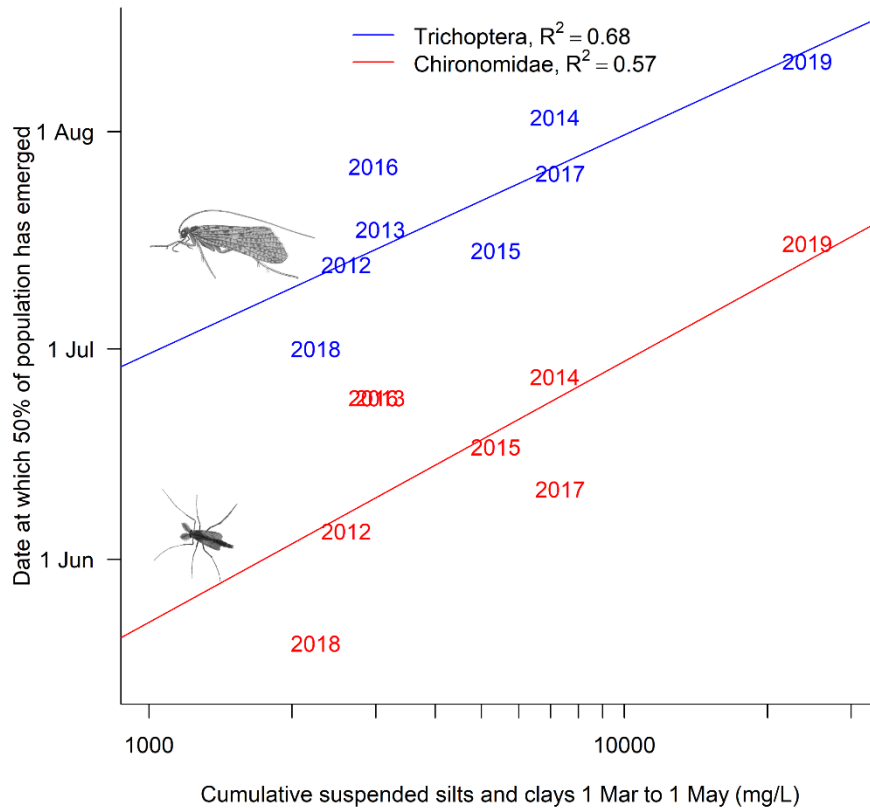 Trichoptera, R² = 0.68
Chironomidae, R² = 0.57
2019
2014
1 Aug
2016
2017
2013
2019
2015
2012
2018
1 Jul
2014
2016
2013
2015
2017
2012
1 Jun
2018
Date at which 50% of population has emerged
1000
10000
Cumulative suspended silts and clays 1 Mar to 1 May (mg/L)